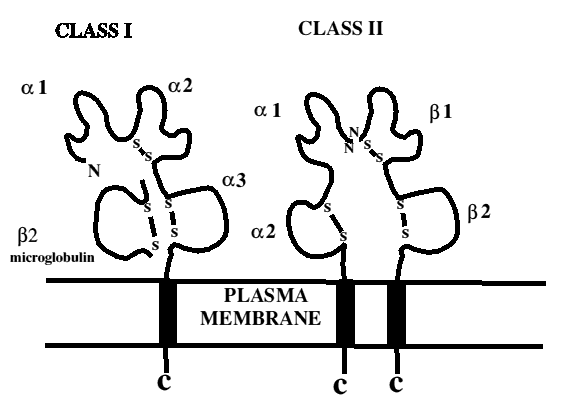 CLASS I
CLASS II
α1
α2
α1
β1
N
S
S
N
N
S
S
α3
S
S
S
S
β2
microglobulin
α2
S
S
β2
S
S
PLASMA
MEMBRANE
C
C
C